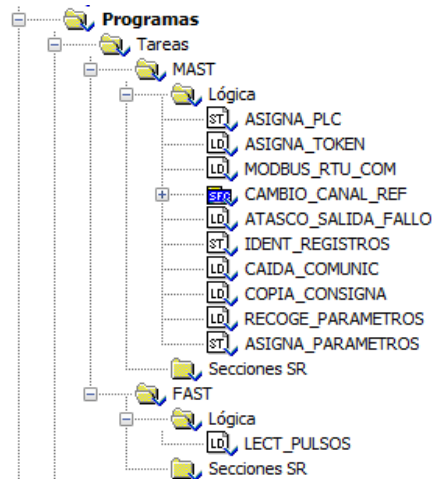 Programas
Tareas
MAST
Lógica
ST ASIGNA_PLC
LD ASIGNA_TOKEN
LD MODBUS_RTU_COM
SFC CAMBIO_CANAL_REF
LD ATASCO_SALIDA_FALLO
ST IDENT_REGISTROS
LD CAIDA_COMUNIC
LD COPIA_CONSIGNA
LD RECOGE_PARAMETROS
ST ASIGNA_PARAMETROS
Secciones SR
FAST
Lógica
LD LECT_PULSOS
Secciones SR